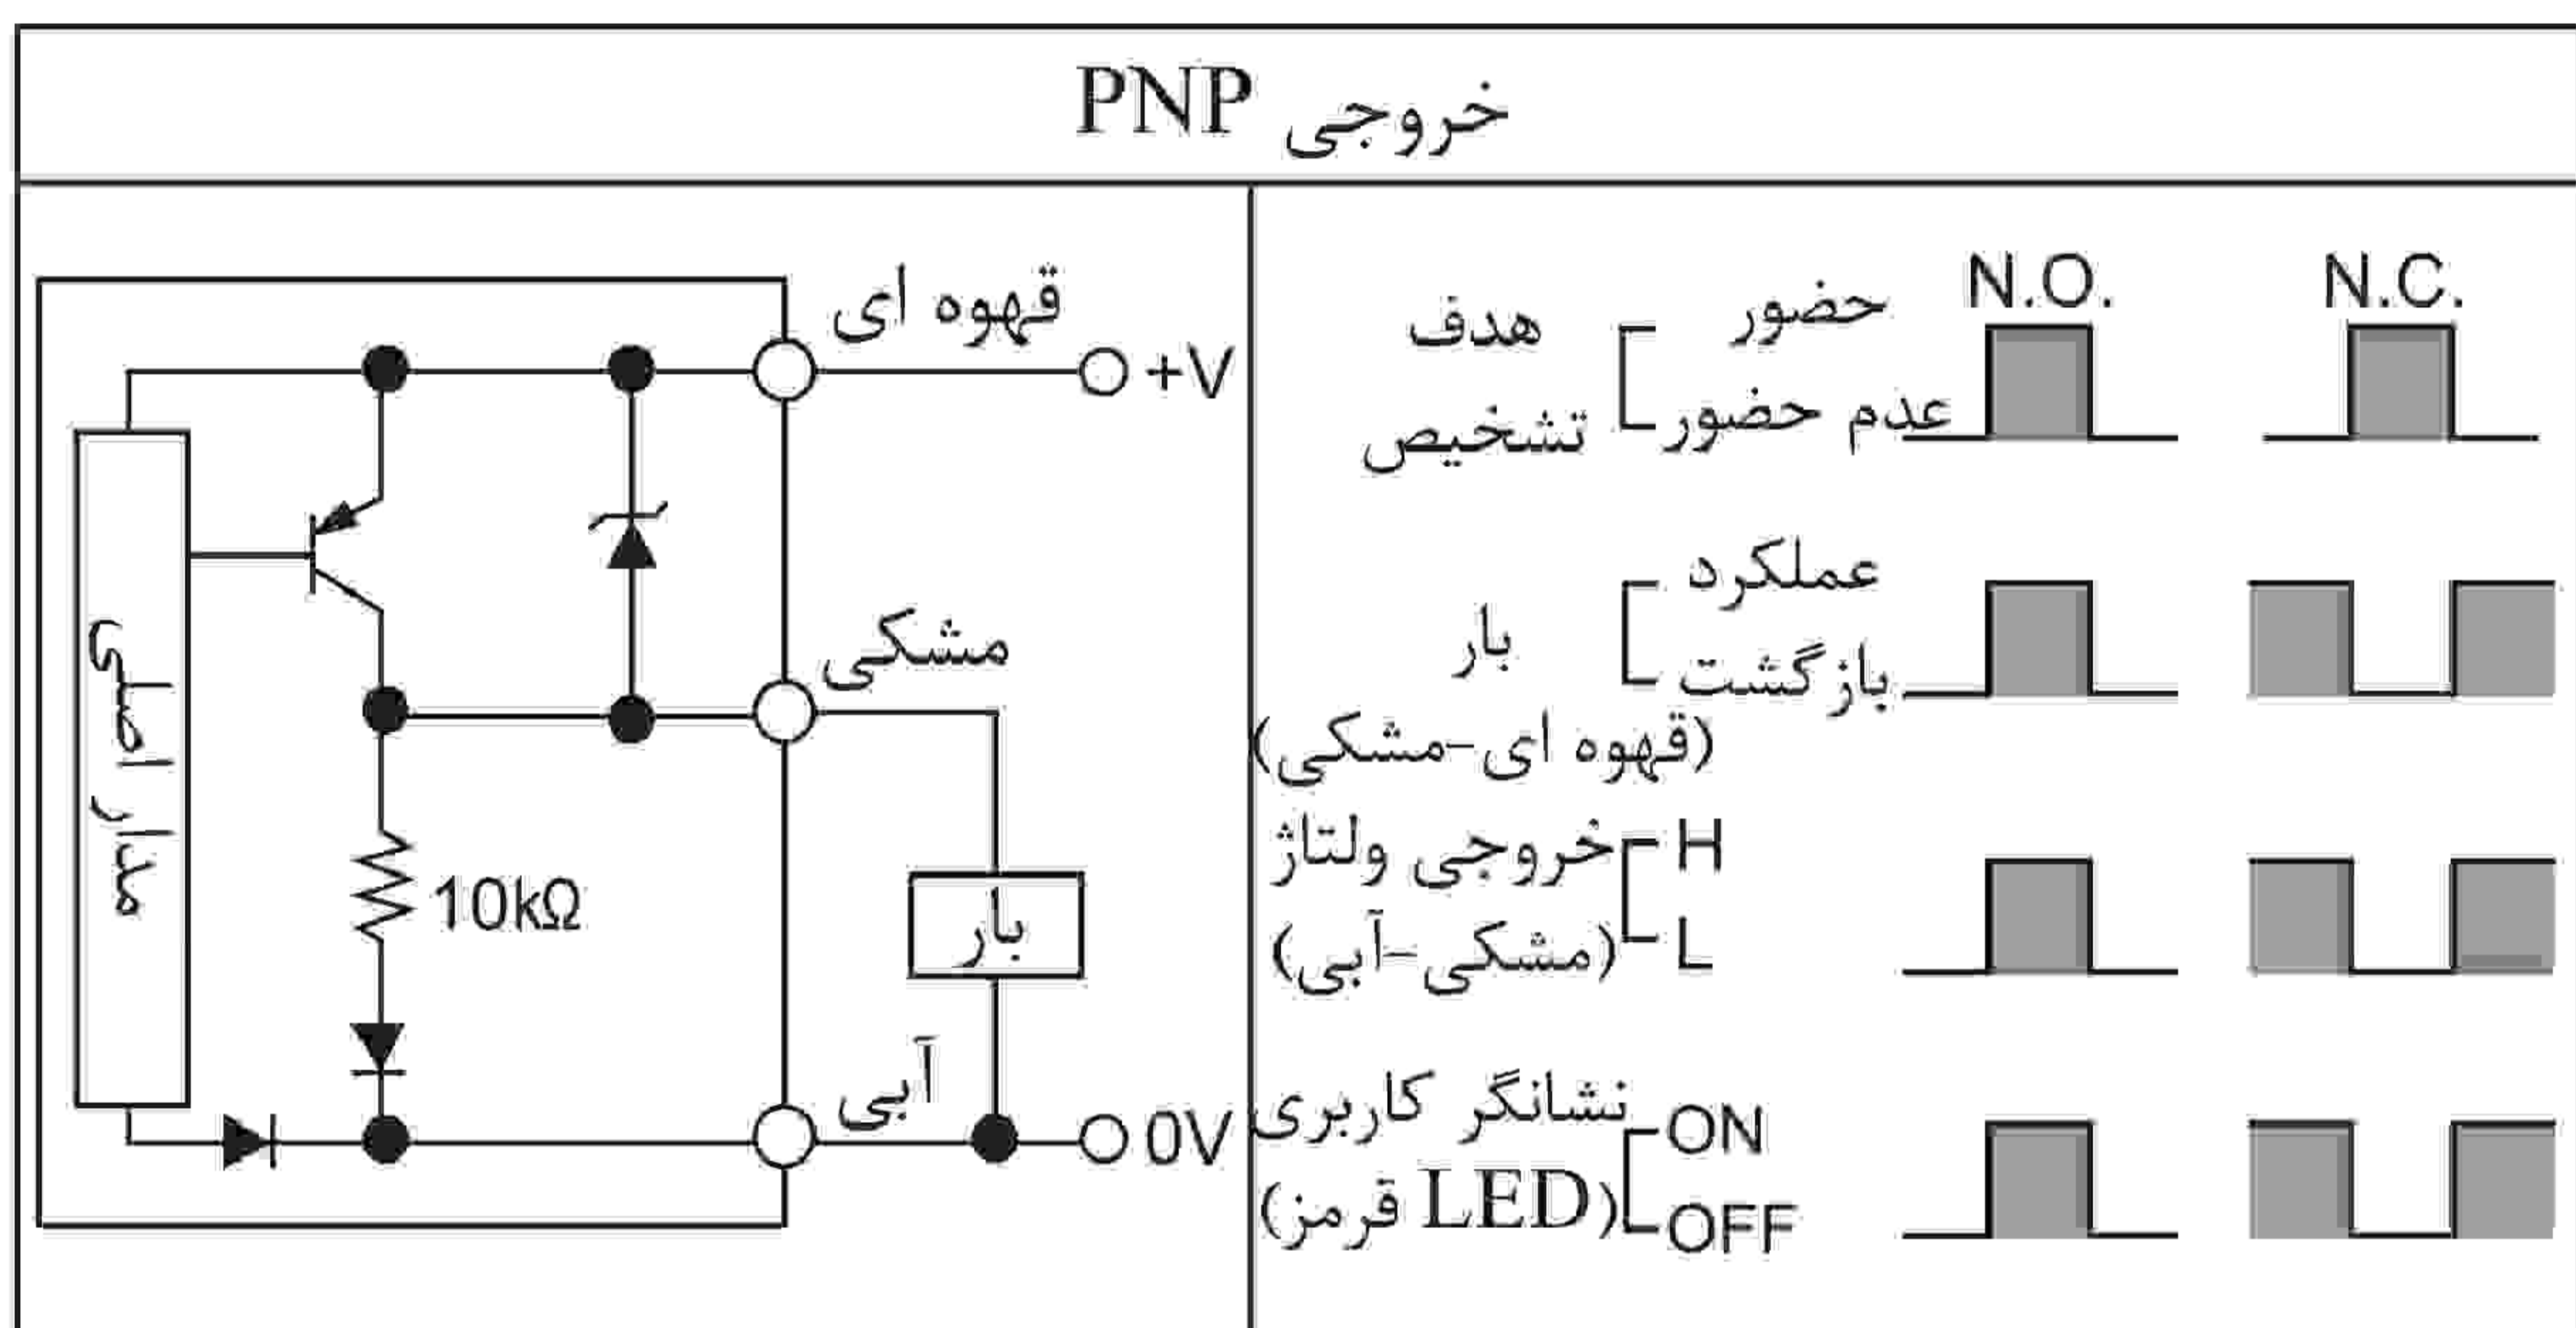 خروجی PNP
قهوه ای
+V
مدار اصلی
مشکی
10kΩ
بار
آبی
0V
N.O.
N.C.
هدف
تشخیص
حضور
عدم حضور
بار
(قهوه ای-مشکی)
عملکرد
بازگشت
خروجی ولتاژ
(مشکی-آبی)
H
L
نشانگر کاربری
(LED قرمز)
ON
OFF